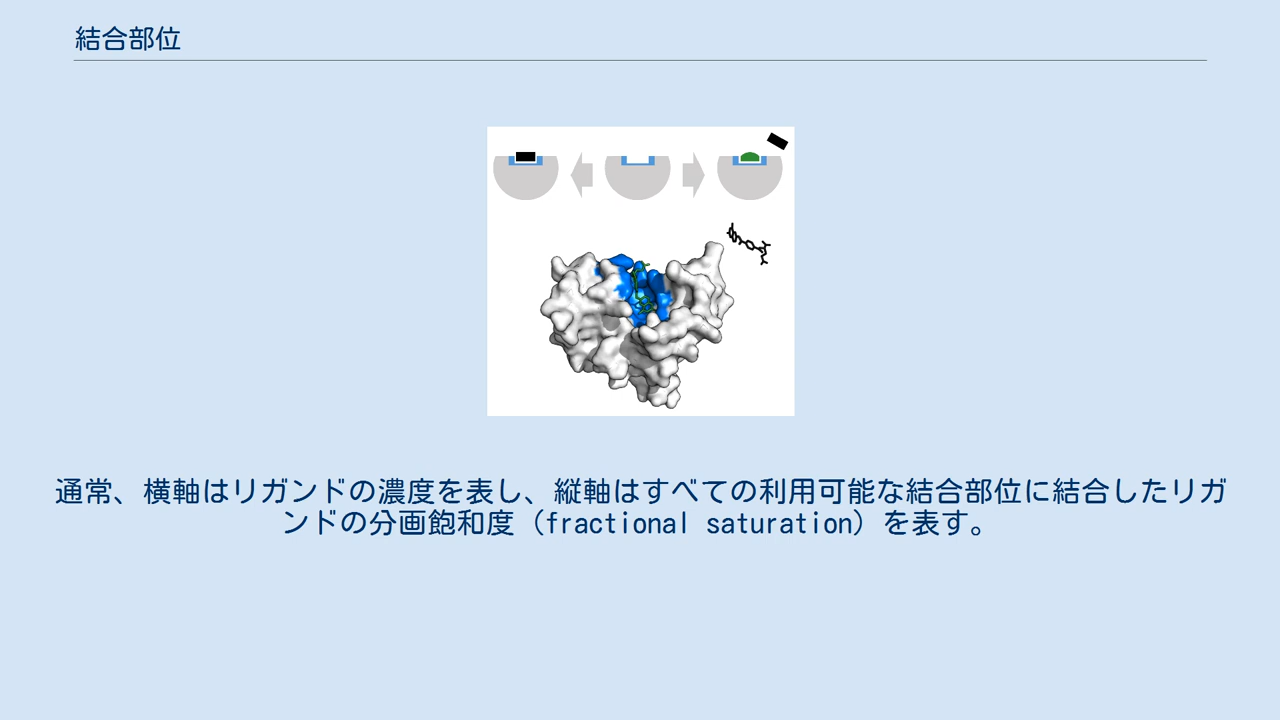 結合部位
通常、横軸はリガンドの濃度を表し、縦軸はすべての利用可能な結合部位に結合したリガ
ンドの分画飽和度（fractional saturation）を表す。